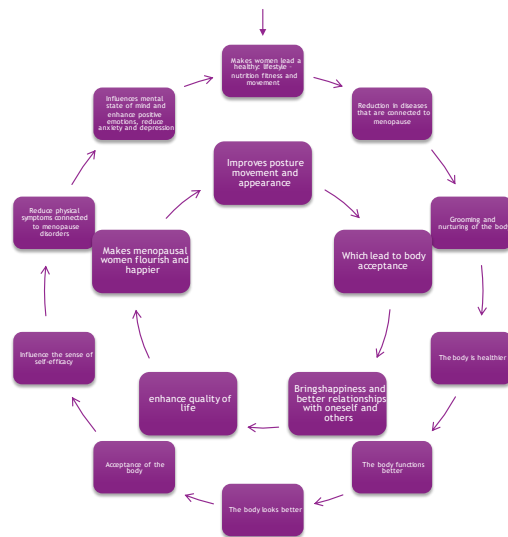 Makes women lead a
healthy: lifestyle -
nutrition fitness and
movement
Reduction in diseases
that are connected to
menopause
Grooming and
nurturing of the body
The body is healthier
The body functions
better
The body looks better
Acceptance of the
body
Influence the sense of
self-efficacy
Reduce physical
symptoms connected
to menopause
disorders
Influences mental
state of mind and
enhance positive
emotions, reduce
anxiety and depression
Improves posture
movement and
appearance
Which lead to body
acceptance
Bringshappiness and
better relationships
with oneself and
others
enhance quality of
life
Makes menopausal
women flourish and
happier